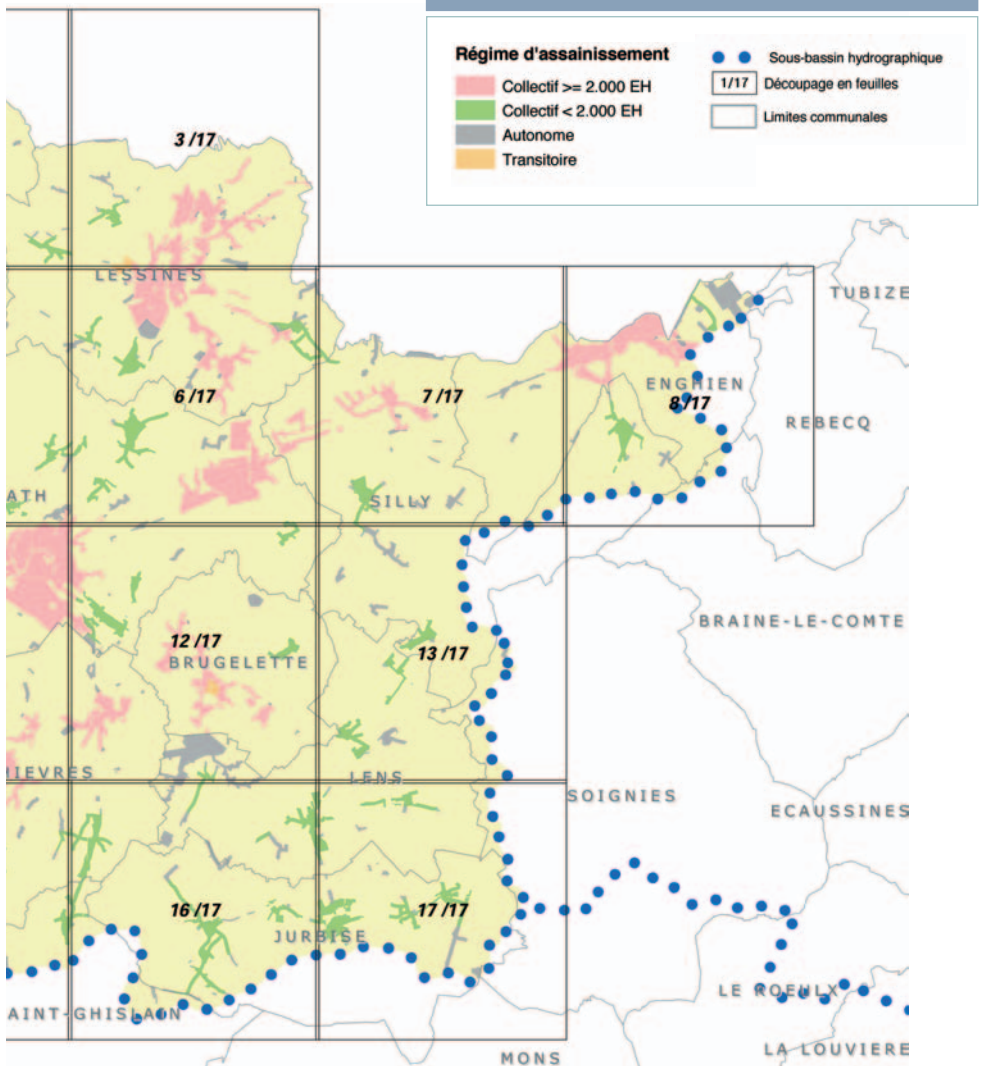 Régime d'assainissement
Collectif >= 2.000 EH
Collectif < 2.000 EH
Autonome
Transitoire
Sous-bassin hydrographique
1/17 Découpage en feuilles
Limites communales
3 /17
LESSINES
TUBIZE
6 /17
7 /17
ENGHIEN
8 /17
REBECQ
ATH
SILLY
12 /17
BRUGELETTE
13 /17
BRAINE-LE-COMTE
HIEVRES
LENS
SOIGNIES
ECAUSSINES
16 /17
17 /17
JURBISE
LE ROEULX
AINT-GHISLAIN
MONS
LA LOUVIERE